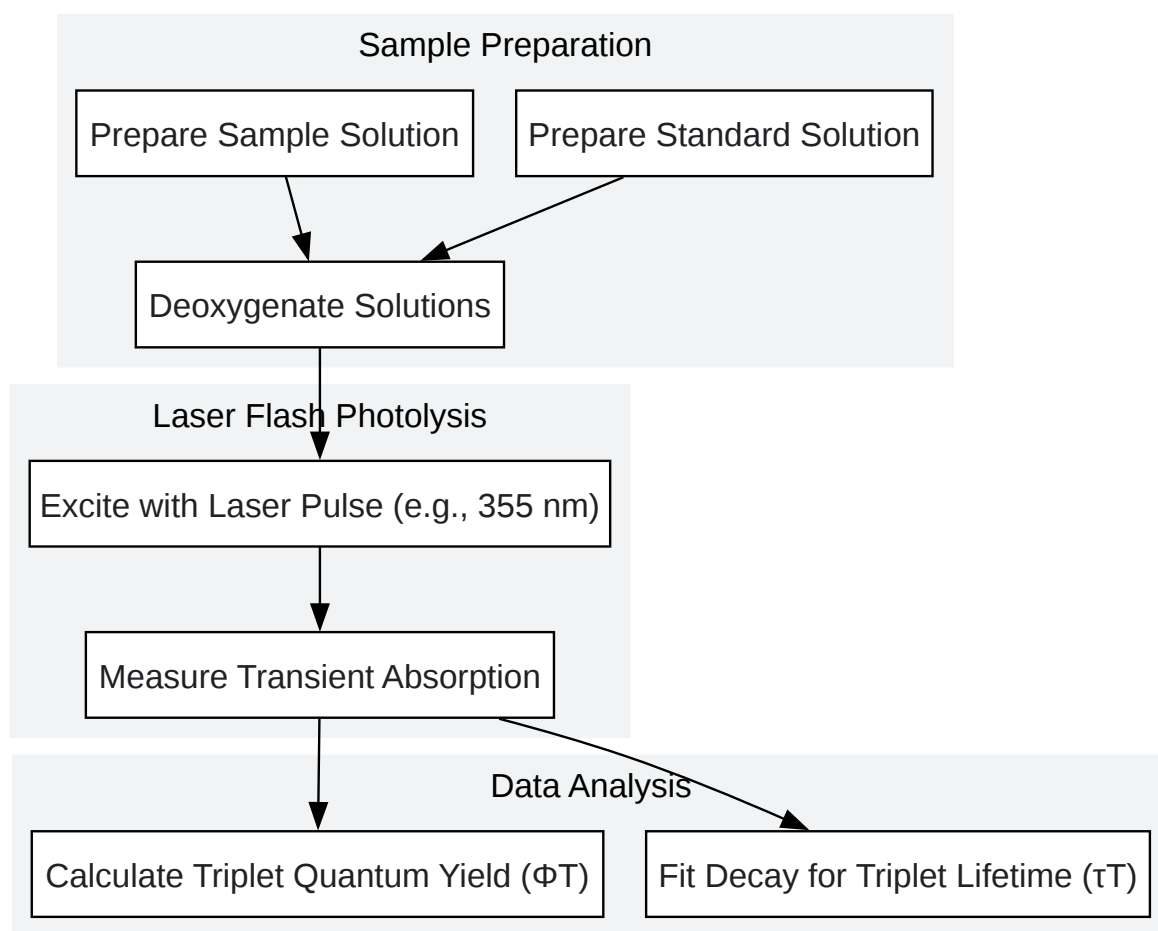 Sample Preparation
Prepare Sample Solution
Prepare Standard Solution
Deoxygenate Solutions
Laser Flash Photolysis
Excite with Laser Pulse (e.g., 355 nm)
Measure Transient Absorption
Data Analysis
Calculate Triplet Quantum Yield (ΦT)
Fit Decay for Triplet Lifetime (τT)